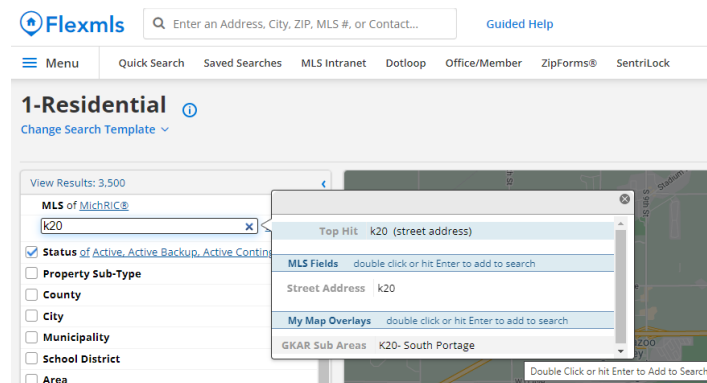 Flexmls
Enter an Address, City, ZIP, MLS #, or Contact...
Guided Help
Menu
Quick Search
Saved Searches
MLS Intranet
Dotloop
Office/Member
ZipForms®
SentriLock
1-Residential
Change Search Template
View Results: 3,500
MLS of MichRIC®
k20
Status of Active, Active Backup, Active Conting
Property Sub-Type
County
City
Municipality
School District
Area
Top Hit k20 (street address)
MLS Fields double click or hit Enter to add to search
Street Address k20
My Map Overlays double click or hit Enter to add to search
GKAR Sub Areas K20- South Portage
Double Click or hit Enter to Add to Search
Stadium
S 9th St